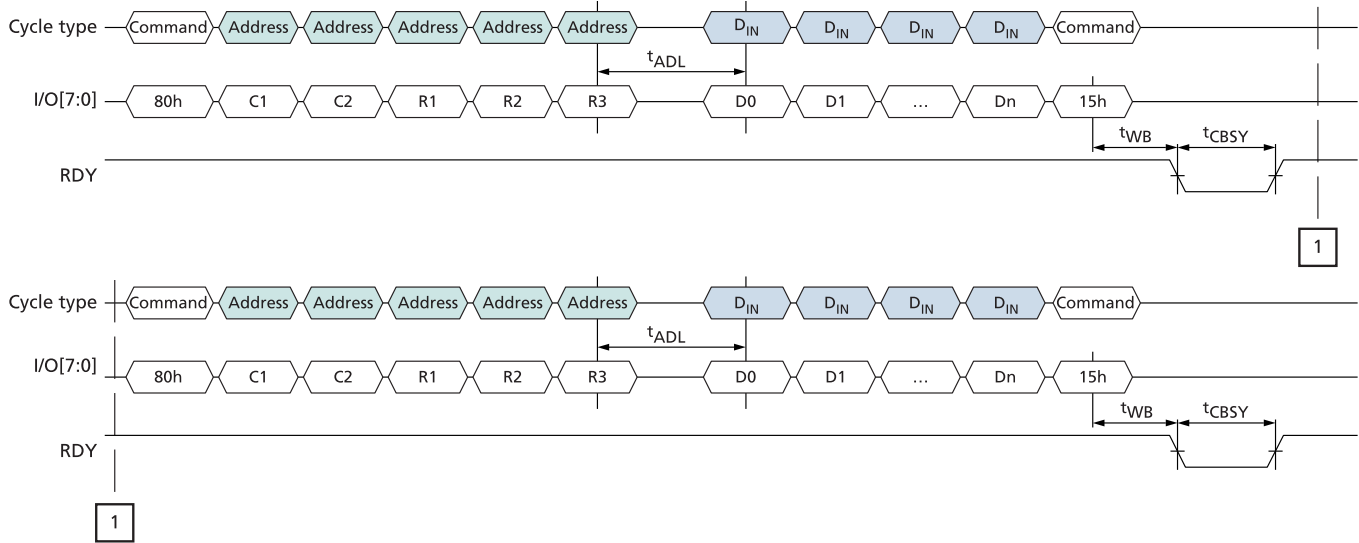 Cycle type Command Address Address Address Address Address DIN DIN DIN DIN Command
tADL
I/O[7:0] 80h C1 C2 R1 R2 R3 D0 D1 ... Dn 15h
tWB tCBSY
RDY
1
Cycle type Command Address Address Address Address Address DIN DIN DIN DIN Command
tADL
I/O[7:0] 80h C1 C2 R1 R2 R3 D0 D1 ... Dn 15h
tWB tCBSY
RDY
1